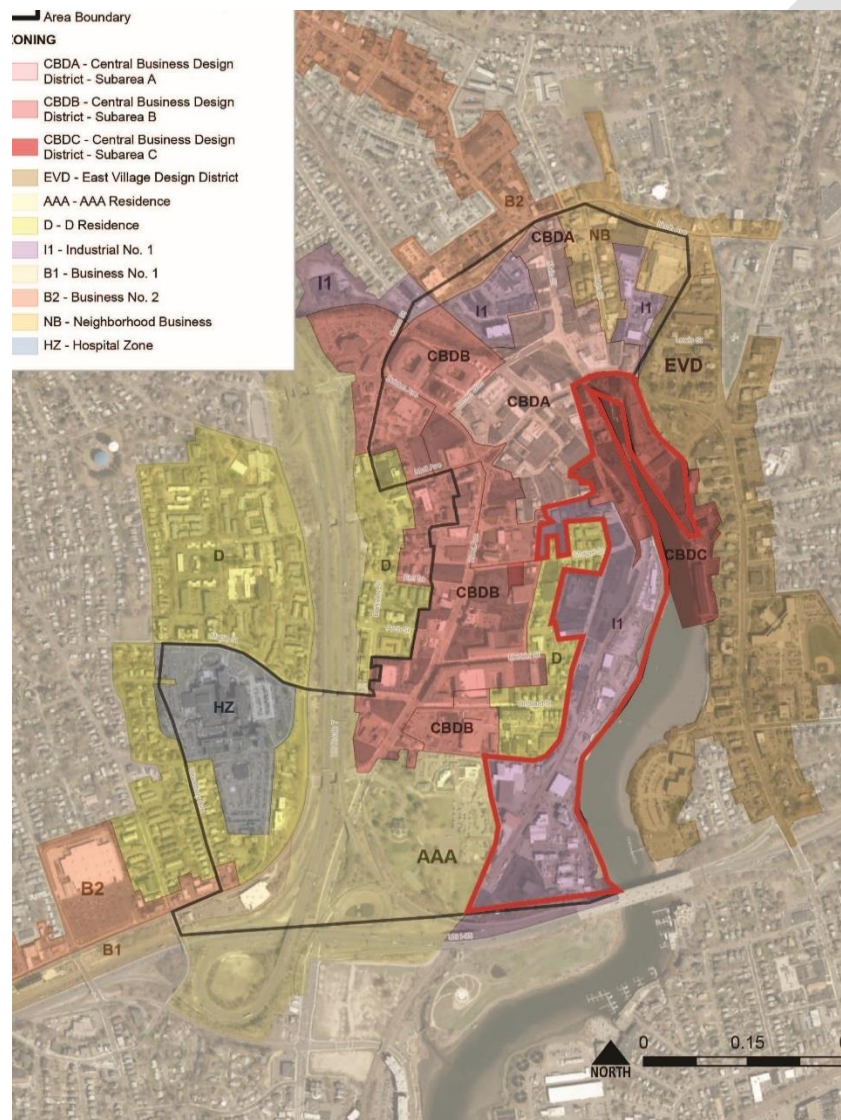 Area Boundary
ZONING
CBDA - Central Business Design
District - Subarea A
CBDB - Central Business Design
District - Subarea B
CBDC - Central Business Design
District - Subarea C
EVD - East Village Design District
AAA - AAA Residence
D - D Residence
I1 - Industrial No. 1
B1 - Business No. 1
B2 - Business No. 2
NB - Neighborhood Business
HZ - Hospital Zone
B2
CBDA
NB
I1
I1
I1
CBDB
EVD
CBDA
D
D
CBDC
CBDB
I1
D
HZ
CBDB
AAA
B2
B1
NORTH
0
0.15